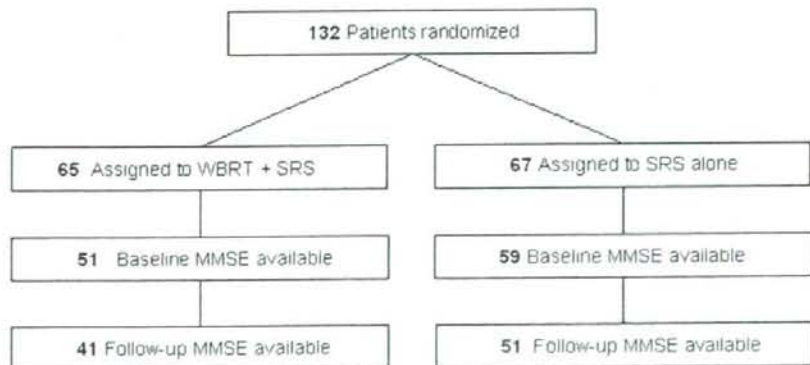 132 Patients randomized
65 Assigned to WBRT + SRS
67 Assigned to SRS alone
51 Baseline MMSE available
59 Baseline MMSE available
41 Follow-up MMSE available
51 Follow-up MMSE available